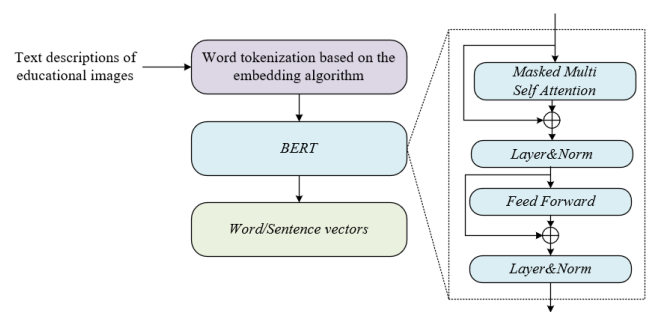 Text descriptions of
educational images
Word tokenization based on the
embedding algorithm
BERT
Word/Sentence vectors
Masked Multi
Self Attention
Layer&Norm
Feed Forward
Layer&Norm